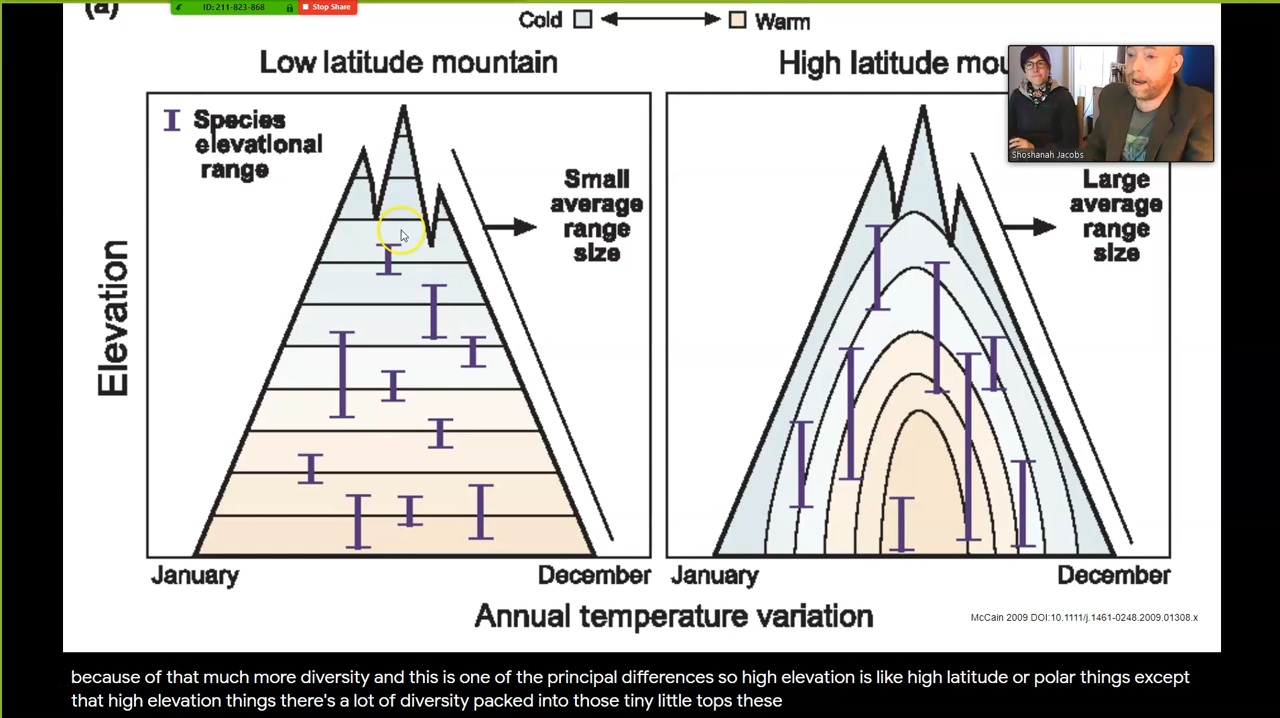 (a)
ID: 211-823-868
Stop Share
Cold
Warm
Low latitude mountain
High latitude mou
Shoshanah Jacobs
Species
elevational
range
Small
average
range
size
Large
average
range
size
Elevation
January
December
January
December
Annual temperature variation
McCain 2009 DOI:10.1111/j.1461-0248.2009.01308.x
because of that much more diversity and this is one of the principal differences so high elevation is like high latitude or polar things except
that high elevation things there's a lot of diversity packed into those tiny little tops these